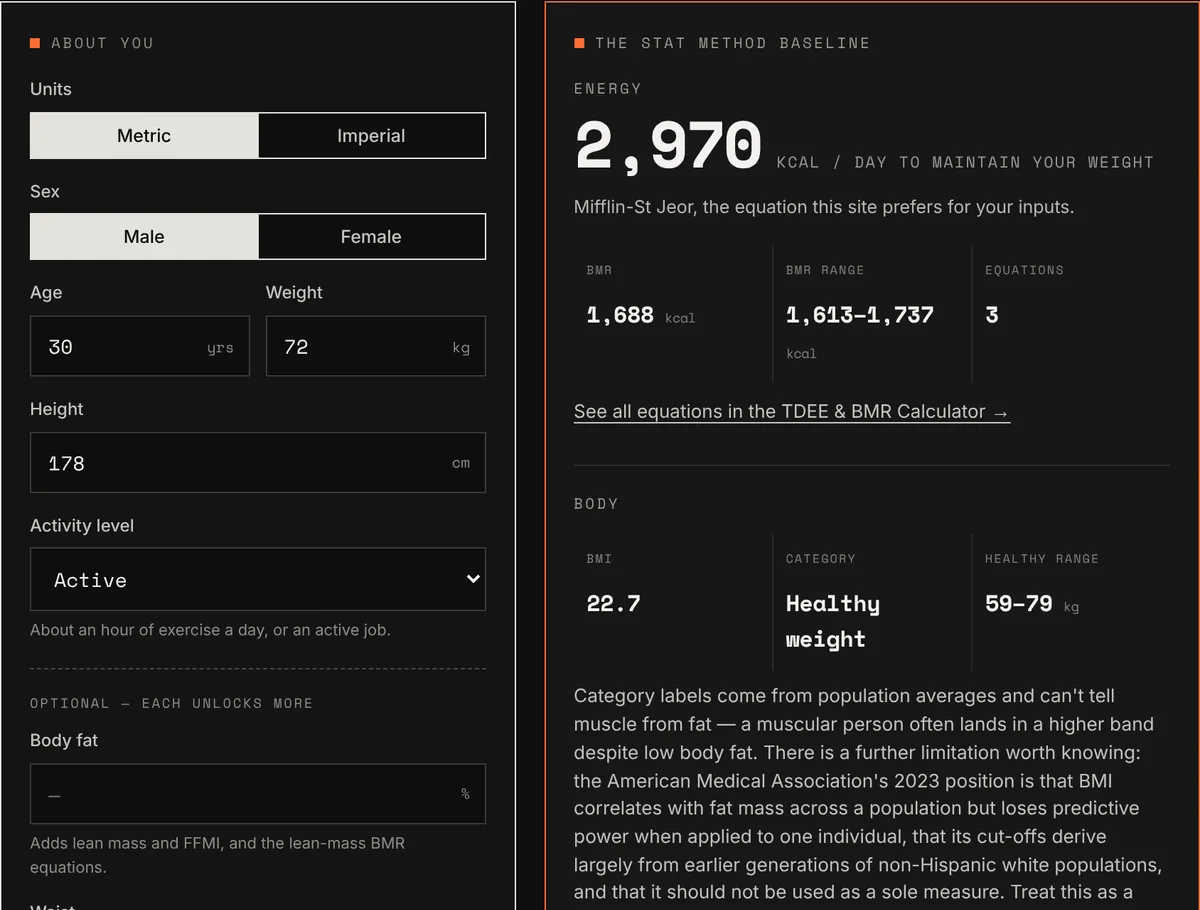 ABOUT YOU
Units
Metric
Imperial
Sex
Male
Female
Age
Weight
30 yrs
72 kg
Height
178 cm
Activity level
Active
About an hour of exercise a day, or an active job.
OPTIONAL — EACH UNLOCKS MORE
Body fat
— %
Adds lean mass and FFMI, and the lean-mass BMR
equations.
THE STAT METHOD BASELINE
ENERGY
2,970 KCAL / DAY TO MAINTAIN YOUR WEIGHT
Mifflin-St Jeor, the equation this site prefers for your inputs.
BMR
1,688 kcal
BMR RANGE
1,613–1,737
kcal
EQUATIONS
3
See all equations in the TDEE & BMR Calculator →
BODY
BMI
22.7
CATEGORY
Healthy
weight
HEALTHY RANGE
59–79 kg
Category labels come from population averages and can't tell
muscle from fat — a muscular person often lands in a higher band
despite low body fat. There is a further limitation worth knowing:
the American Medical Association's 2023 position is that BMI
correlates with fat mass across a population but loses predictive
power when applied to one individual, that its cut-offs derive
largely from earlier generations of non-Hispanic white populations,
and that it should not be used as a sole measure. Treat this as a